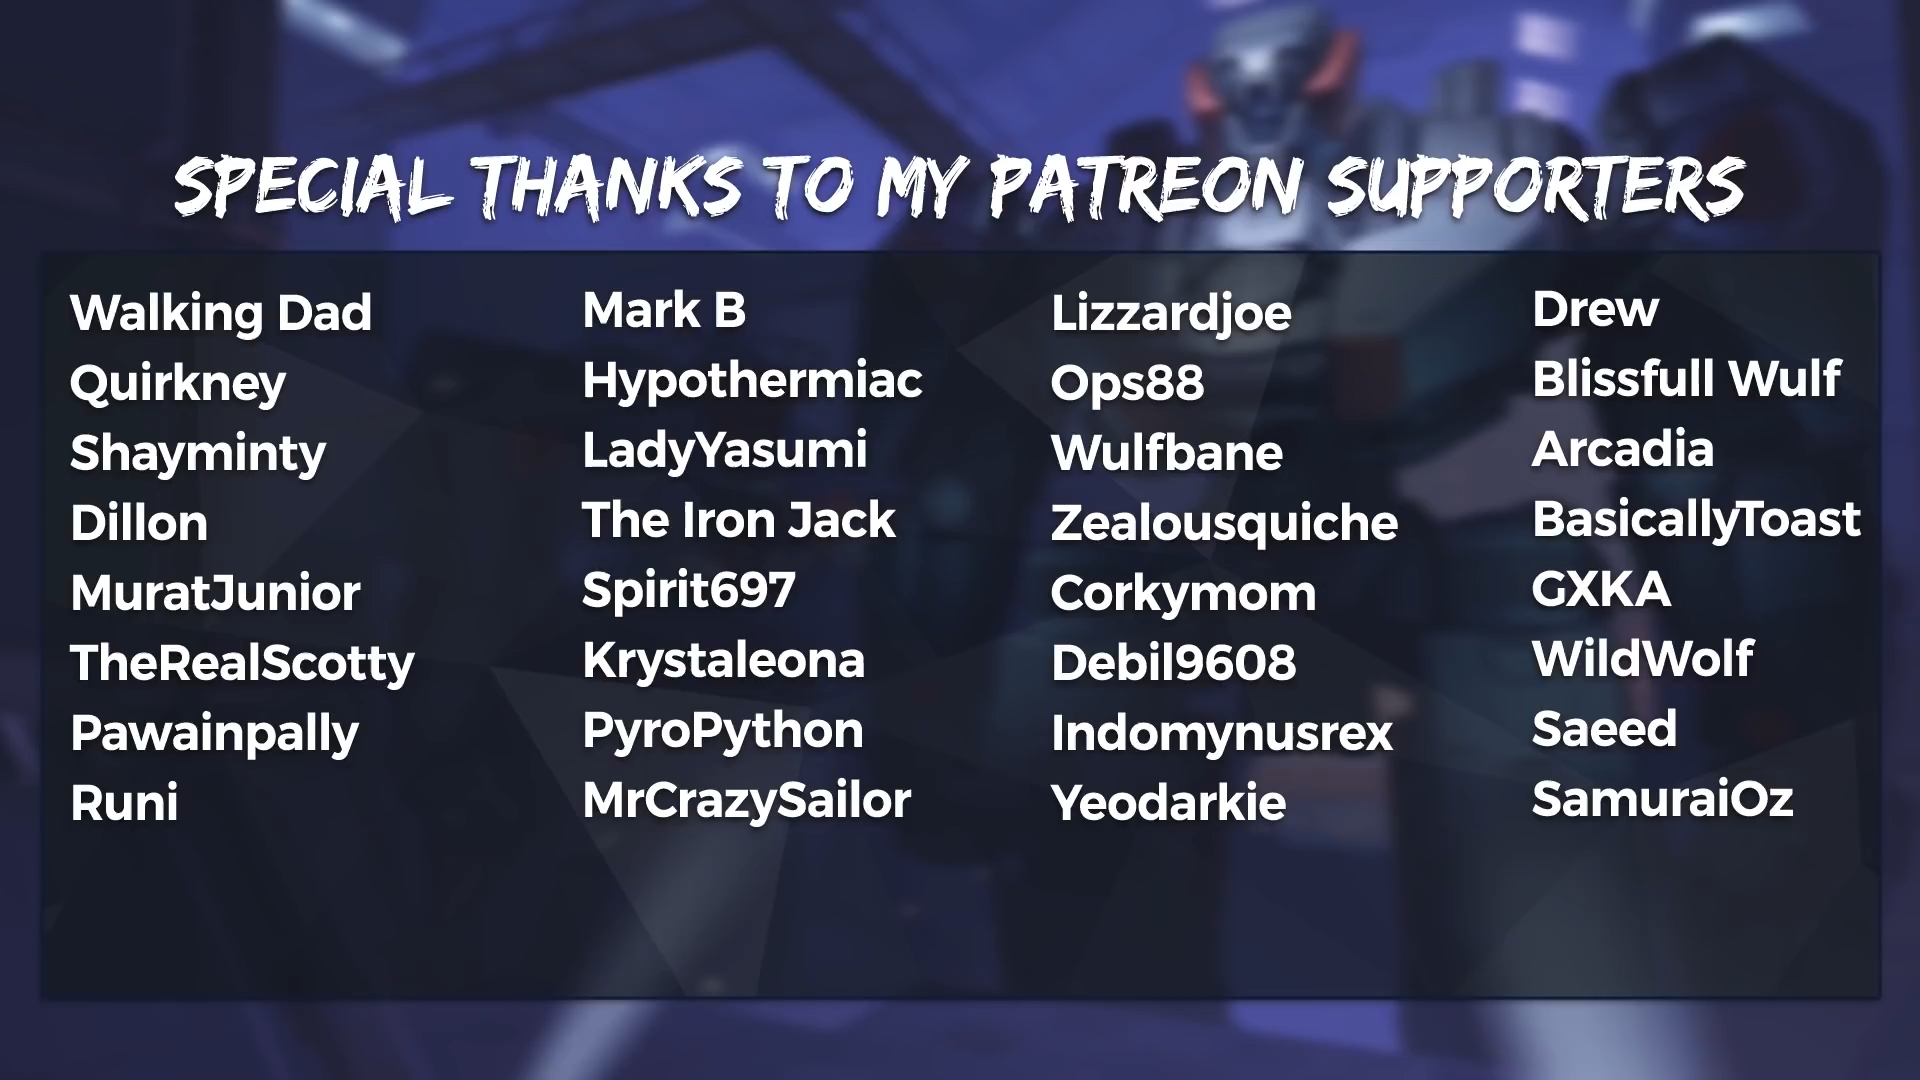 SPECIAL THANKS TO MY PATREON SUPPORTERS
Walking Dad
Quirkney
Shayminty
Dillon
MuratJunior
TheRealScotty
Pawainpally
Runi
Mark B
Hypothermiac
LadyYasumi
The Iron Jack
Spirit697
Krystaleona
PyroPython
MrCrazySailor
Lizzardjoe
Ops88
Wulfbane
Zealousquiche
Corkymom
Debil9608
Indomynusrex
Yeodarkie
Drew
Blissfull Wulf
Arcadia
BasicallyToast
GXKA
WildWolf
Saeed
SamuraiOz